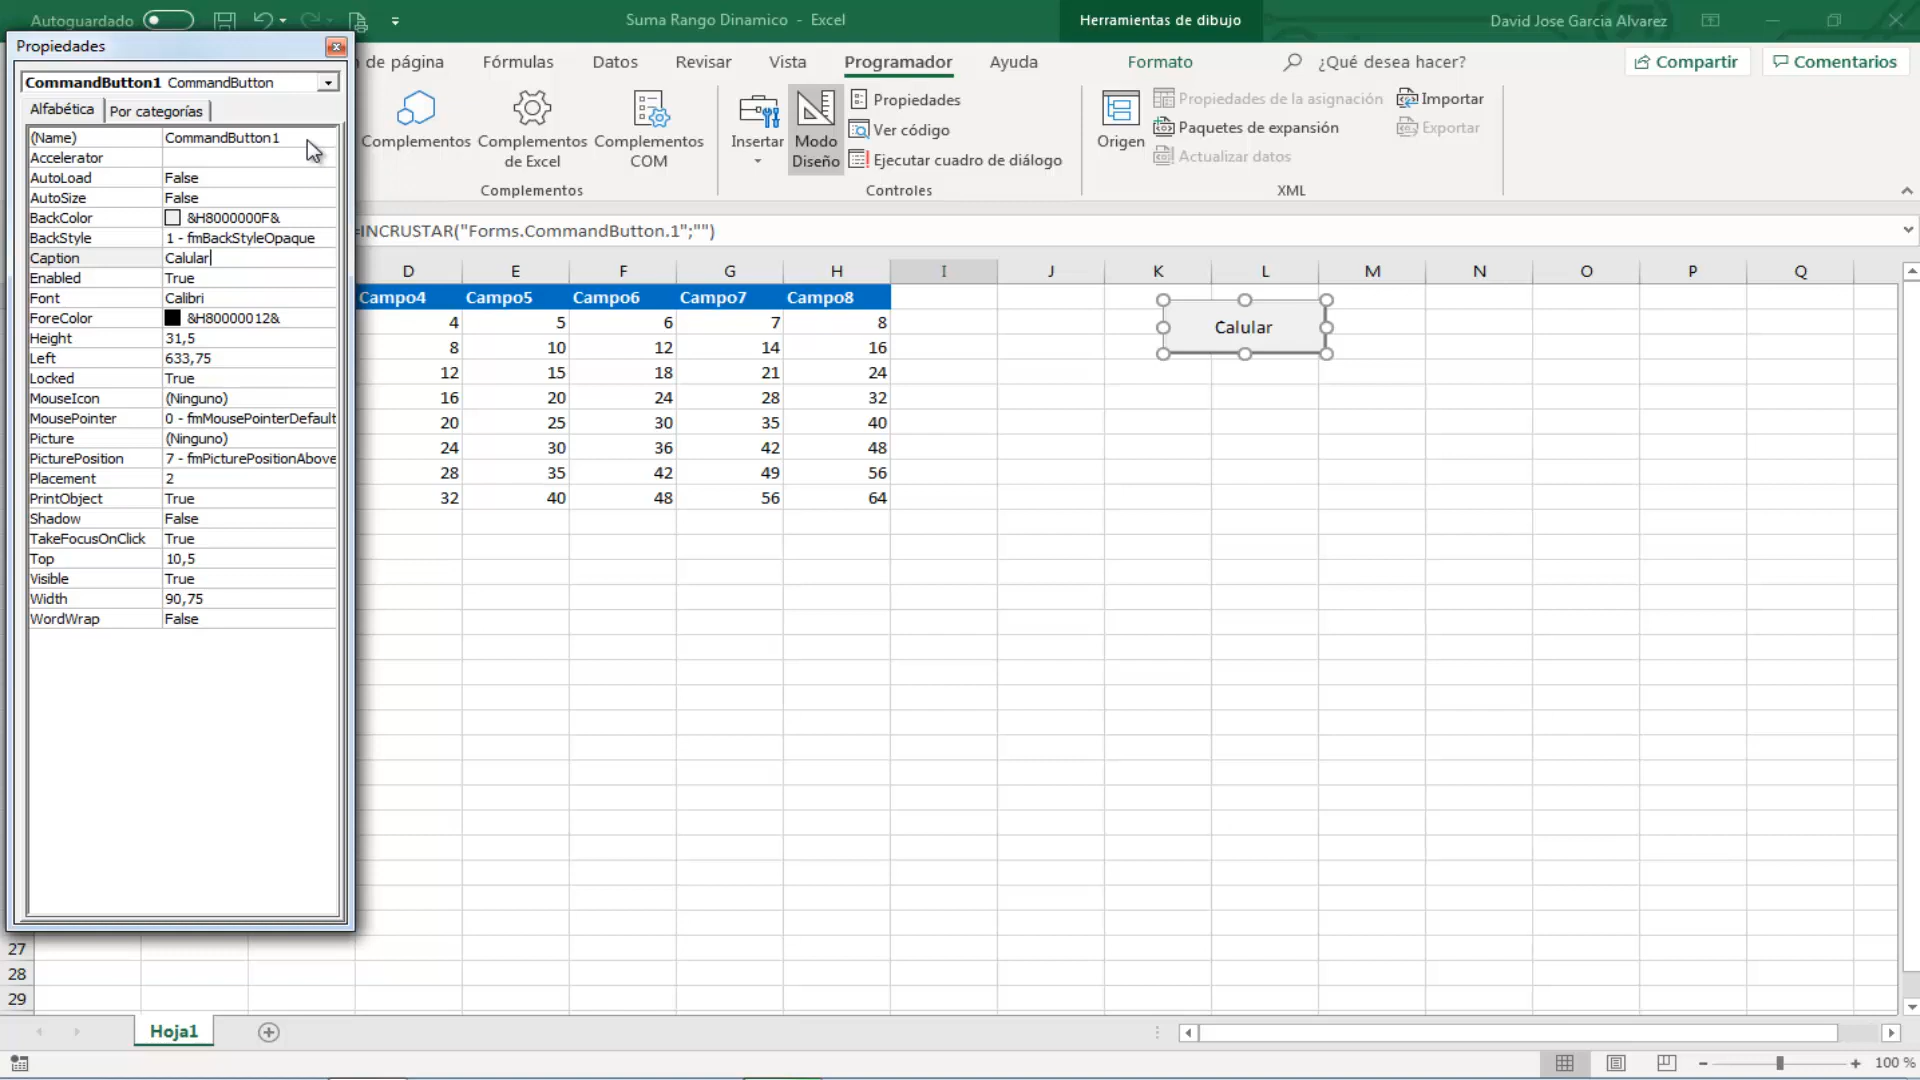 Autoguardado
Suma Rango Dinamico - Excel
Herramientas de dibujo
David Jose Garcia Alvarez
n de página
Fórmulas
Datos
Revisar
Vista
Programador
Ayuda
Formato
¿Qué desea hacer?
Compartir
Comentarios
Complementos
Complementos
de Excel
Complementos
COM
Complementos
Insertar
Modo
Diseño
Propiedades
Ver código
Ejecutar cuadro de diálogo
Controles
Origen
Propiedades de la asignación
Paquetes de expansión
Actualizar datos
Importar
Exportar
XML
Propiedades
CommandButton1 CommandButton
Alfabética
Por categorías
(Name) CommandButton1
Accelerator
AutoLoad False
AutoSize False
BackColor &H8000000F&
BackStyle 1 - fmBackStyleOpaque
Caption Calular
Enabled True
Font Calibri
ForeColor &H80000012&
Height 31,5
Left 633,75
Locked True
MouseIcon (Ninguno)
MousePointer 0 - fmMousePointerDefault
Picture (Ninguno)
PicturePosition 7 - fmPicturePositionAbove
Placement 2
PrintObject True
Shadow False
TakeFocusOnClick True
Top 10,5
Visible True
Width 90,75
WordWrap False
=INCRUSTAR("Forms.CommandButton.1";"")
D E F G H I J K L M N O P Q
Campo4 Campo5 Campo6 Campo7 Campo8
4 5 6 7 8
8 10 12 14 16
12 15 18 21 24
16 20 24 28 32
20 25 30 35 40
24 30 36 42 48
28 35 42 49 56
32 40 48 56 64
Calular
27
28
29
Hoja1
100 %